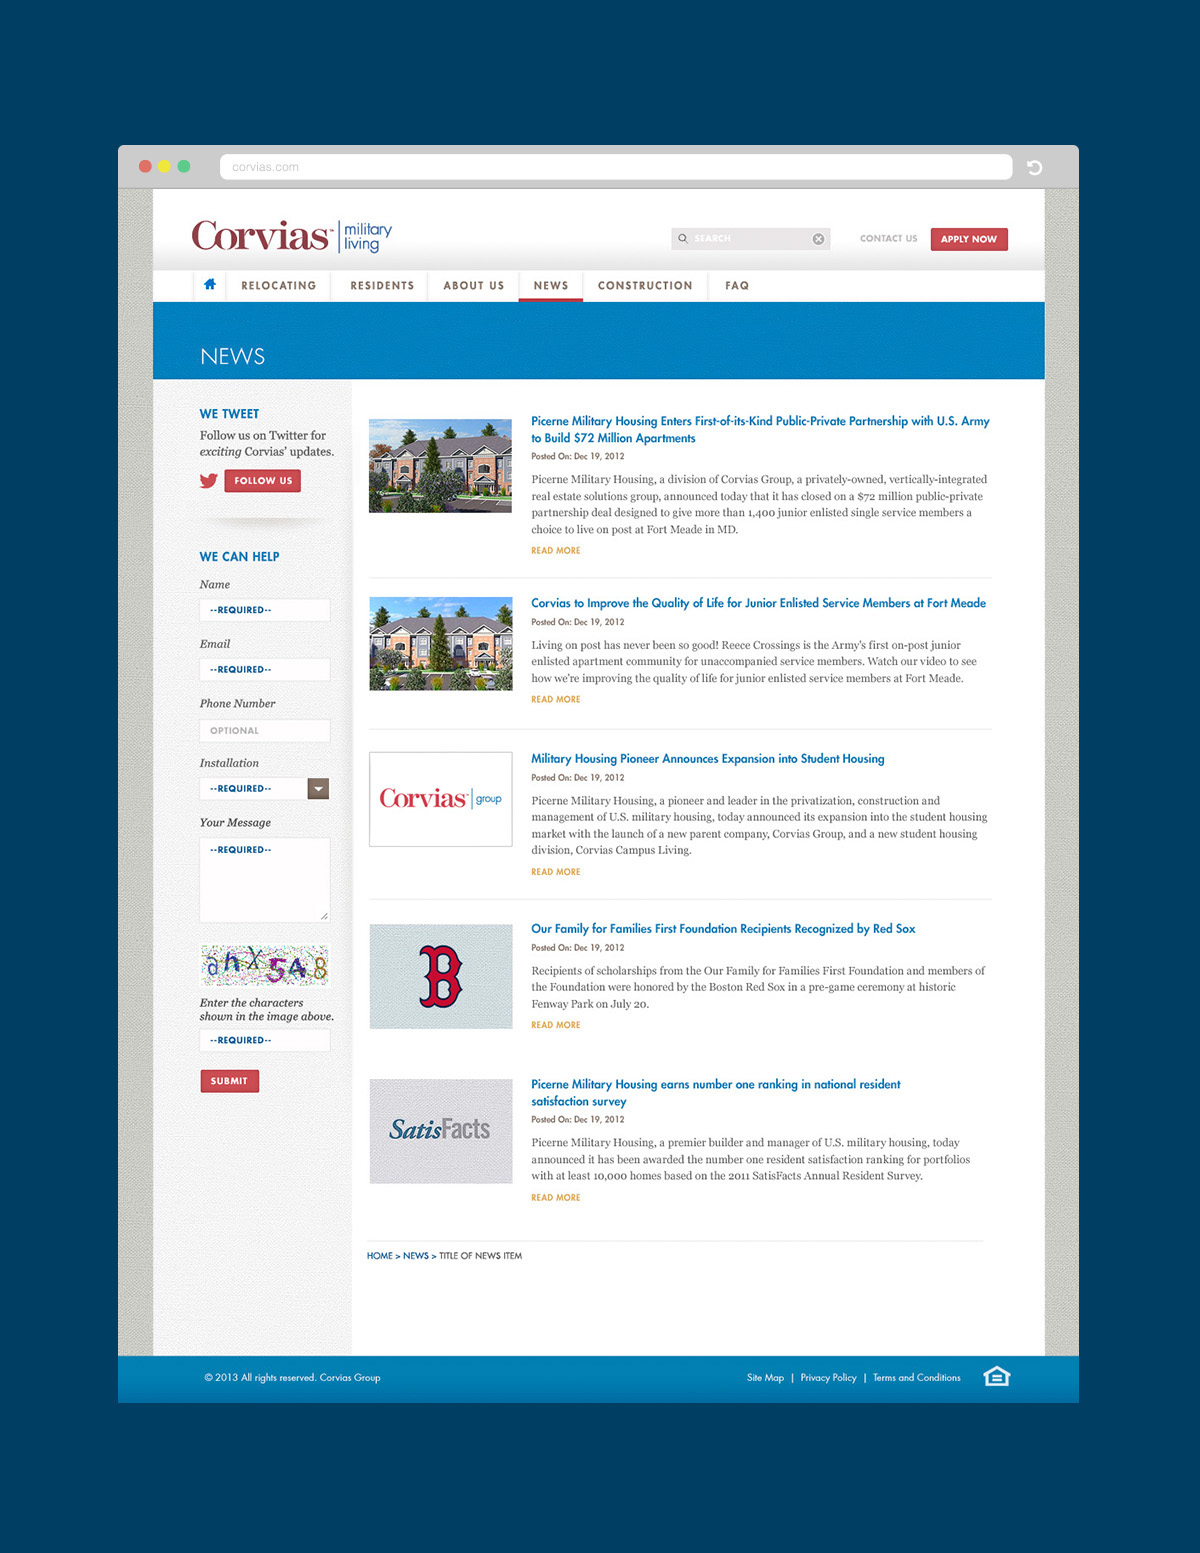 corvias.com
Corvias™ military
living
SEARCH
CONTACT US
APPLY NOW
RELOCATING
RESIDENTS
ABOUT US
NEWS
CONSTRUCTION
FAQ
NEWS
WE TWEET
Follow us on Twitter for
exciting Corvias' updates.
FOLLOW US
WE CAN HELP
Name
--REQUIRED--
Email
--REQUIRED--
Phone Number
OPTIONAL
Installation
--REQUIRED--
Your Message
--REQUIRED--
ahX548
Enter the characters
shown in the image above.
--REQUIRED--
SUBMIT
Picerne Military Housing Enters First-of-its-Kind Public-Private Partnership with U.S. Army
to Build $72 Million Apartments
Posted On: Dec 19, 2012
Picerne Military Housing, a division of Corvias Group, a privately-owned, vertically-integrated
real estate solutions group, announced today that it has closed on a $72 million public-private
partnership deal designed to give more than 1,400 junior enlisted single service members a
choice to live on post at Fort Meade in MD.
READ MORE
Corvias to Improve the Quality of Life for Junior Enlisted Service Members at Fort Meade
Posted On: Dec 19, 2012
Living on post has never been so good! Reece Crossings is the Army's first on-post junior
enlisted apartment community for unaccompanied service members. Watch our video to see
how we're improving the quality of life for junior enlisted service members at Fort Meade.
READ MORE
Corvias™ group
Military Housing Pioneer Announces Expansion into Student Housing
Posted On: Dec 19, 2012
Picerne Military Housing, a pioneer and leader in the privatization, construction and
management of U.S. military housing, today announced its expansion into the student housing
market with the launch of a new parent company, Corvias Group, and a new student housing
division, Corvias Campus Living.
READ MORE
B
Our Family for Families First Foundation Recipients Recognized by Red Sox
Posted On: Dec 19, 2012
Recipients of scholarships from the Our Family for Families First Foundation and members of
the Foundation were honored by the Boston Red Sox in a pre-game ceremony at historic
Fenway Park on July 20.
READ MORE
SatisFacts
Picerne Military Housing earns number one ranking in national resident
satisfaction survey
Posted On: Dec 19, 2012
Picerne Military Housing, a premier builder and manager of U.S. military housing, today
announced it has been awarded the number one resident satisfaction ranking for portfolios
with at least 10,000 homes based on the 2011 SatisFacts Annual Resident Survey.
READ MORE
HOME > NEWS > TITLE OF NEWS ITEM
© 2013 All rights reserved. Corvias Group
Site Map | Privacy Policy | Terms and Conditions